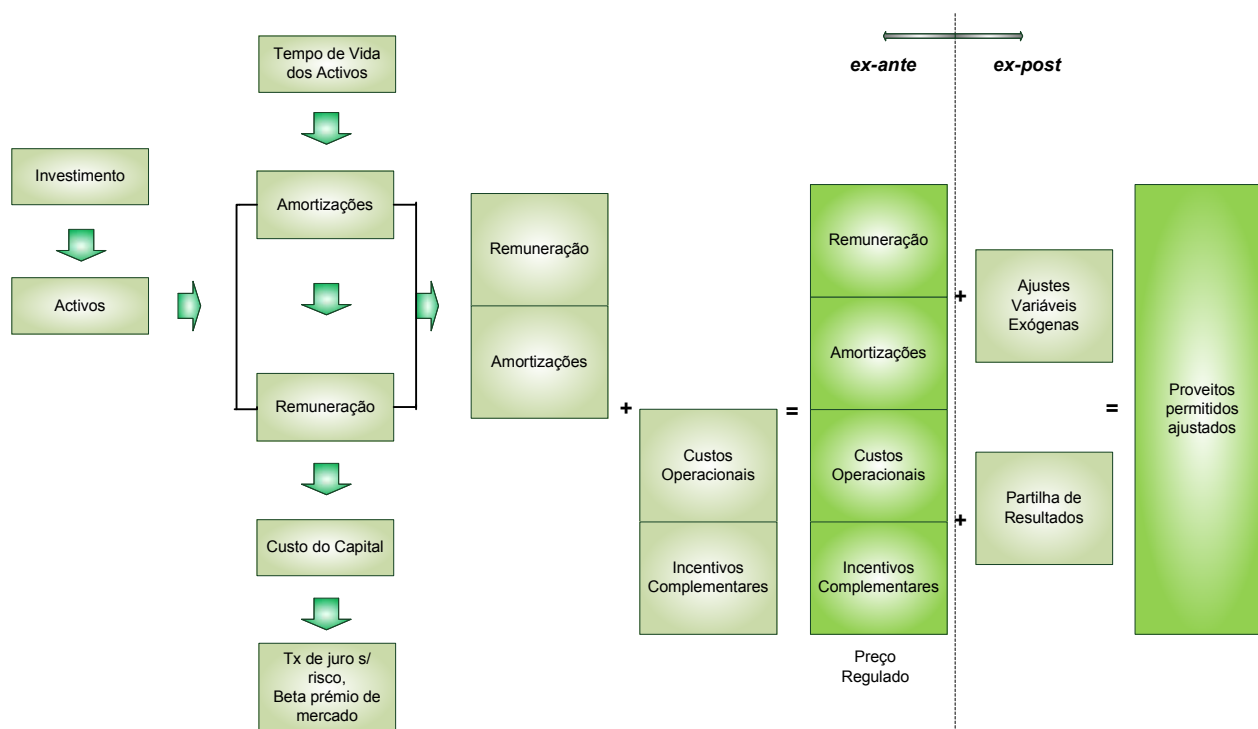 Tempo de Vida
dos Activos
ex-ante
ex-post
Investimento
Activos
Amortizações
Remuneração
Custo do Capital
Tx de juro s/
risco,
Beta prémio de
mercado
Remuneração
Amortizações
+
Custos
Operacionais
Incentivos
Complementares
=
Remuneração
Amortizações
Custos
Operacionais
Incentivos
Complementares
Preço
Regulado
+
Ajustes
Variáveis
Exógenas
+
Partilha de
Resultados
=
Proveitos
permitidos
ajustados